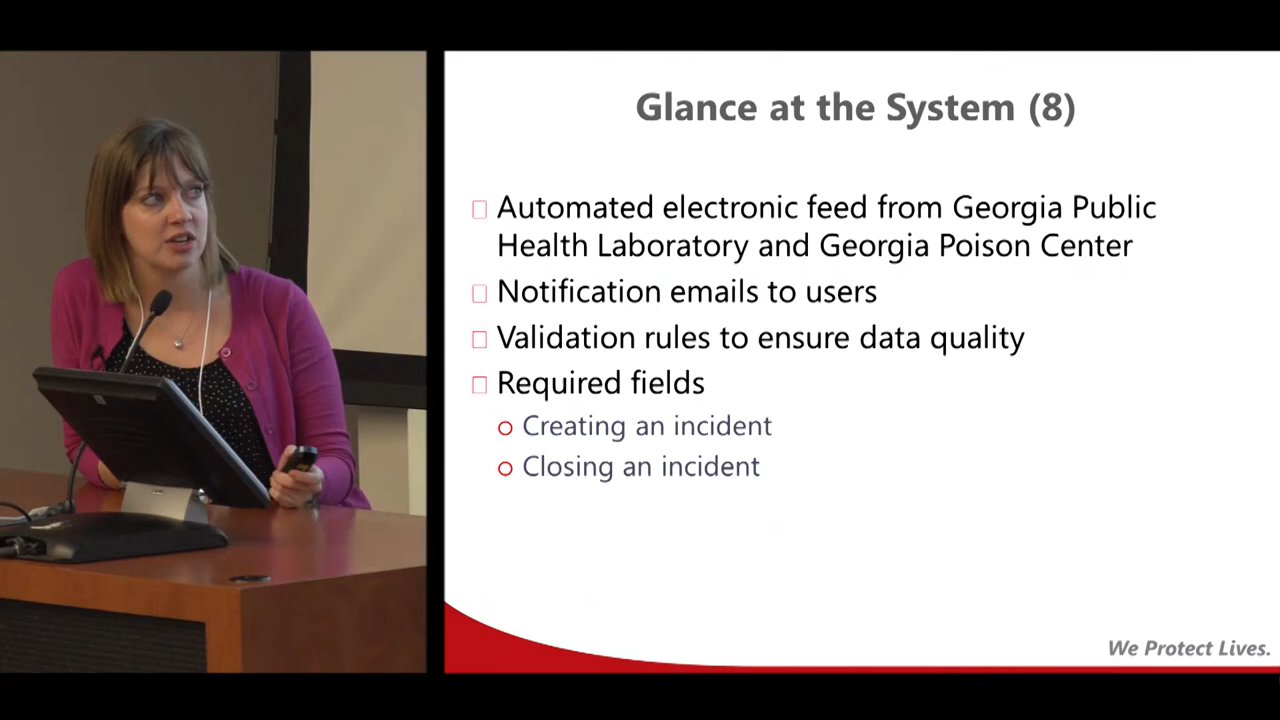 Glance at the System (8)
Automated electronic feed from Georgia Public
Health Laboratory and Georgia Poison Center
Notification emails to users
Validation rules to ensure data quality
Required fields
Creating an incident
Closing an incident
We Protect Lives.